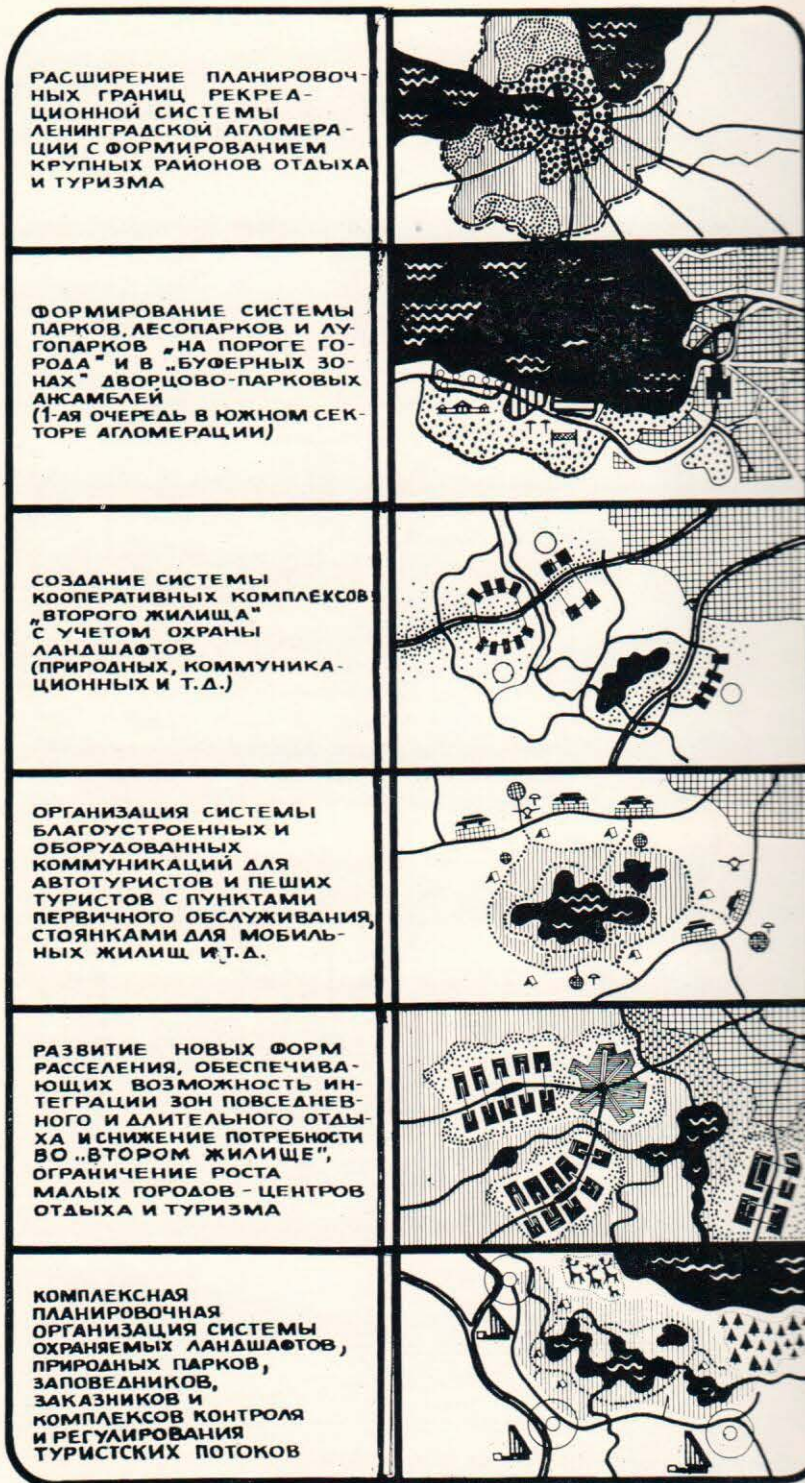 РАСШИРЕНИЕ ПЛАНИРОВОЧ-
НЫХ ГРАНИЦ РЕКРЕА-
ЦИОННОЙ СИСТЕМЫ
ЛЕНИНГРАДСКОЙ АГЛОМЕРА-
ЦИИ С ФОРМИРОВАНИЕМ
КРУПНЫХ РАЙОНОВ ОТДЫХА
И ТУРИЗМА
ФОРМИРОВАНИЕ СИСТЕМЫ
ПАРКОВ, ЛЕСОПАРКОВ И ЛУ-
ГОПАРКОВ „НА ПОРОГЕ ГО-
РОДА" И В „БУФЕРНЫХ ЗО-
НАХ" ДВОРЦОВО-ПАРКОВЫХ
АНСАМБЛЕЙ
(1-АЯ ОЧЕРЕДЬ В ЮЖНОМ СЕК-
ТОРЕ АГЛОМЕРАЦИИ)
СОЗДАНИЕ СИСТЕМЫ
КООПЕРАТИВНЫХ КОМПЛЕКСОВ
„ВТОРОГО ЖИЛИЩА"
С УЧЕТОМ ОХРАНЫ
ЛАНДШАФТОВ
(ПРИРОДНЫХ, КОММУНИКА-
ЦИОННЫХ И Т.Д.)
ОРГАНИЗАЦИЯ СИСТЕМЫ
БЛАГОУСТРОЕННЫХ И
ОБОРУДОВАННЫХ
КОММУНИКАЦИЙ ДЛЯ
АВТОТУРИСТОВ И ПЕШИХ
ТУРИСТОВ С ПУНКТАМИ
ПЕРВИЧНОГО ОБСЛУЖИВАНИЯ,
СТОЯНКАМИ ДЛЯ МОБИЛЬ-
НЫХ ЖИЛИЩ И Т.Д.
РАЗВИТИЕ НОВЫХ ФОРМ
РАССЕЛЕНИЯ, ОБЕСПЕЧИВА-
ЮЩИХ ВОЗМОЖНОСТЬ ИН-
ТЕГРАЦИИ ЗОН ПОВСЕДНЕВ-
НОГО И ДЛИТЕЛЬНОГО ОТДЫ-
ХА И СНИЖЕНИЕ ПОТРЕБНОСТИ
ВО „ВТОРОМ ЖИЛИЩЕ",
ОГРАНИЧЕНИЕ РОСТА
МАЛЫХ ГОРОДОВ - ЦЕНТРОВ
ОТДЫХА И ТУРИЗМА
КОМПЛЕКСНАЯ
ПЛАНИРОВОЧНАЯ
ОРГАНИЗАЦИЯ СИСТЕМЫ
ОХРАНЯЕМЫХ ЛАНДШАФТОВ,
ПРИРОДНЫХ ПАРКОВ,
ЗАПОВЕДНИКОВ,
ЗАКАЗНИКОВ И
КОМПЛЕКСОВ КОНТРОЛЯ
И РЕГУЛИРОВАНИЯ
ТУРИСТСКИХ ПОТОКОВ